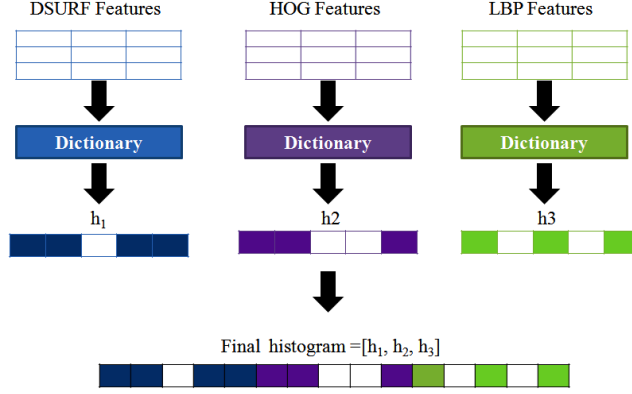 DSURF Features
HOG Features
LBP Features
Dictionary
Dictionary
Dictionary
h₁
h2
h3
Final histogram =[h₁, h₂, h₃]